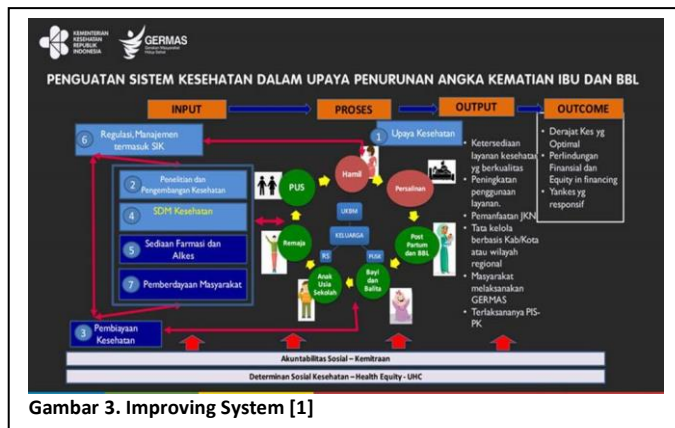 KEMENTERIAN
KESEHATAN
REPUBLIK
INDONESIA
GERMAS
Gerakan Masyarakat
Hidup Sehat
PENGUATAN SISTEM KESEHATAN DALAM UPAYA PENURUNAN ANGKA KEMATIAN IBU DAN BBL
INPUT
PROSES
OUTPUT
OUTCOME
6
Regulasi, Manajemen
termasuk SIK
2
Penelitian dan
Pengembangan Kesehatan
4
SDM Kesehatan
5
Sediaan Farmasi dan
Alkes
7
Pemberdayaan Masyarakat
3
Pembiayaan
Kesehatan
1
Upaya Kesehatan
Hamil
Persalinan
Post
Partum
dan BBL
Bayi
dan
Balita
Anak
Usia
Sekolah
Remaja
PUS
UKBM
KELUARGA
RS
PUSK
• Ketersediaan
layanan kesehatan
yg berkualitas
• Peningkatan
penggunaan
layanan.
• Pemanfaatan JKN
• Tata kelola
berbasis Kab/Kota
atau wilayah
regional
• Masyarakat
melaksanakan
GERMAS
• Terlaksananya PIS-
PK
• Derajat Kes yg
Optimal
• Perlindungan
Finansial dan
Equity in financing
• Yankes yg
responsif
Akuntabilitas Sosial – Kemitraan
Determinan Sosial Kesehatan – Health Equity - UHC
Gambar 3. Improving System [1]